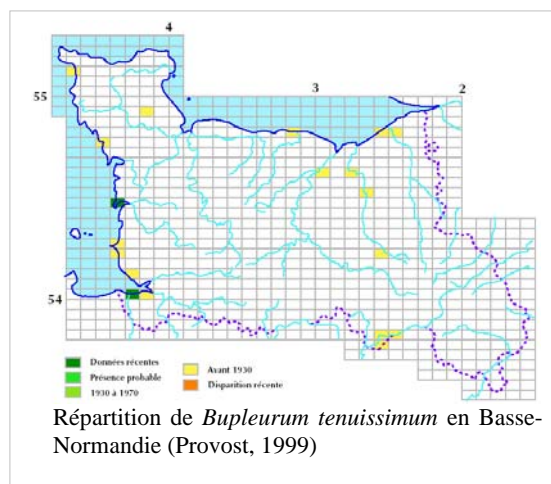 4
3
2
55
54
Données récentes
Présence probable
1930 à 1970
Avant 1930
Disparition récente
Répartition de Bupleurum tenuissimum en Basse-
Normandie (Provost, 1999)